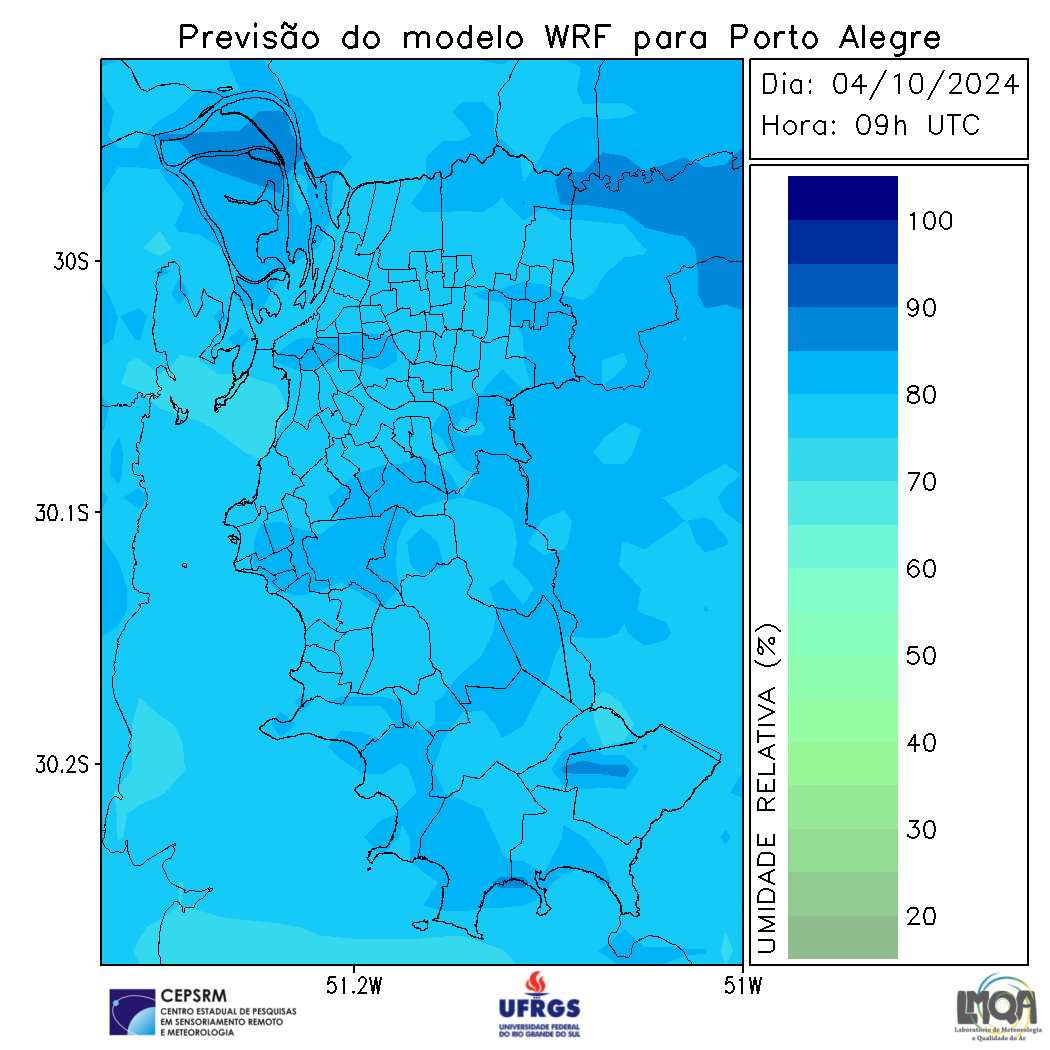 Previsão do modelo WRF para Porto Alegre
Dia: 04/10/2024
Hora: 09h UTC
30S
30.1S
30.2S
51.2W
51W
UMIDADE RELATIVA (%)
100
90
80
70
60
50
40
30
20
CEPSRM
CENTRO ESTADUAL DE PESQUISAS
EM SENSORIAMENTO REMOTO
E METEOROLOGIA
UFRGS
UNIVERSIDADE FEDERAL
DO RIO GRANDE DO SUL
LMQA
Laboratório de Meteorologia
e Qualidade do Ar